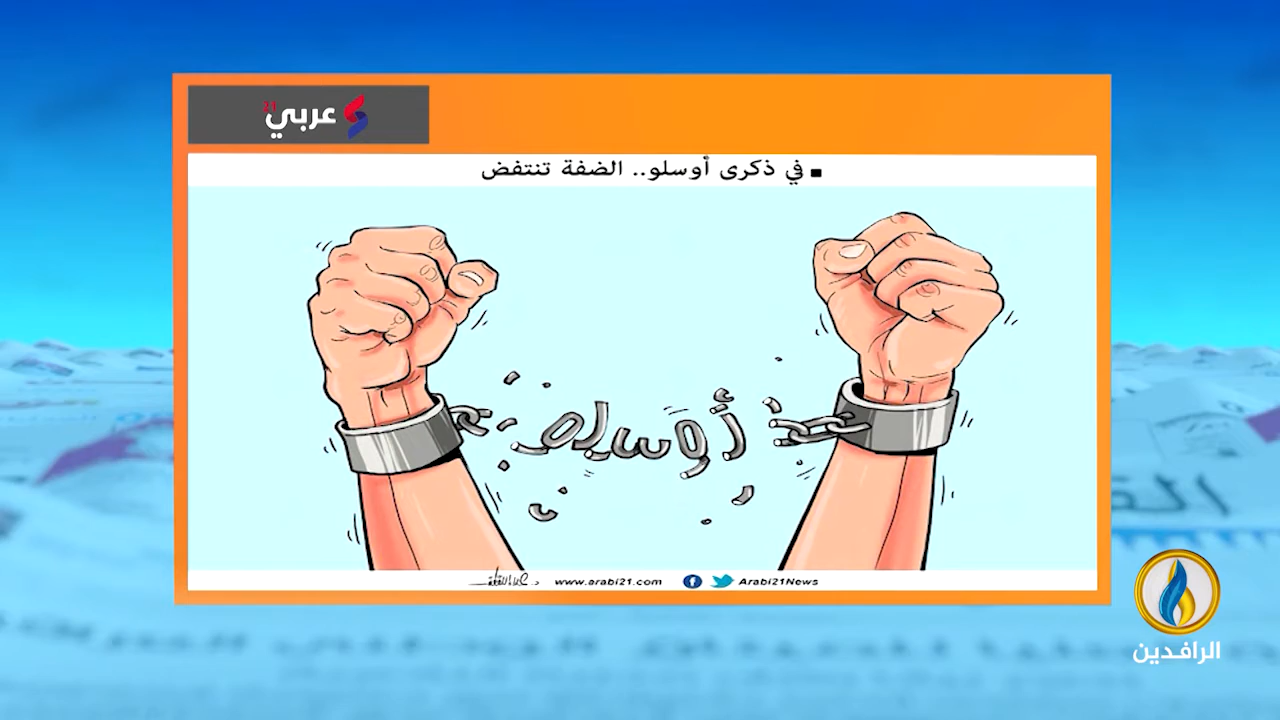 عربي21
في ذكرى أوسلو.. الضفة تنتفض
أوسلو
www.arabi21.com
Arabi21News
الرافدين